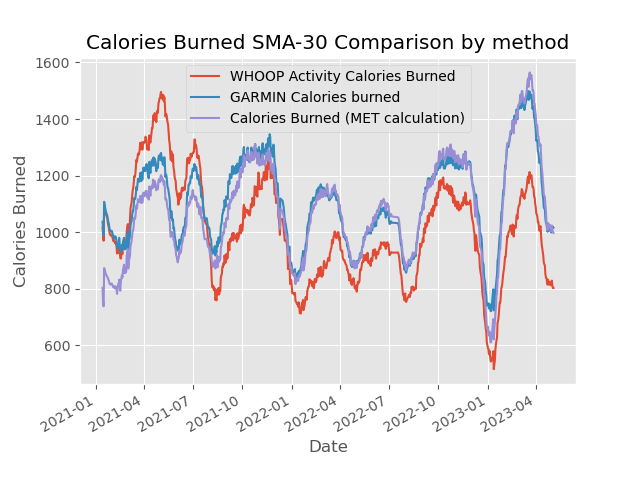 Calories Burned SMA-30 Comparison by method
WHOOP Activity Calories Burned
GARMIN Calories burned
Calories Burned (MET calculation)
Calories Burned
1600
1400
1200
1000
800
600
2021-01
2021-04
2021-07
2021-10
2022-01
2022-04
2022-07
2022-10
2023-01
2023-04
Date